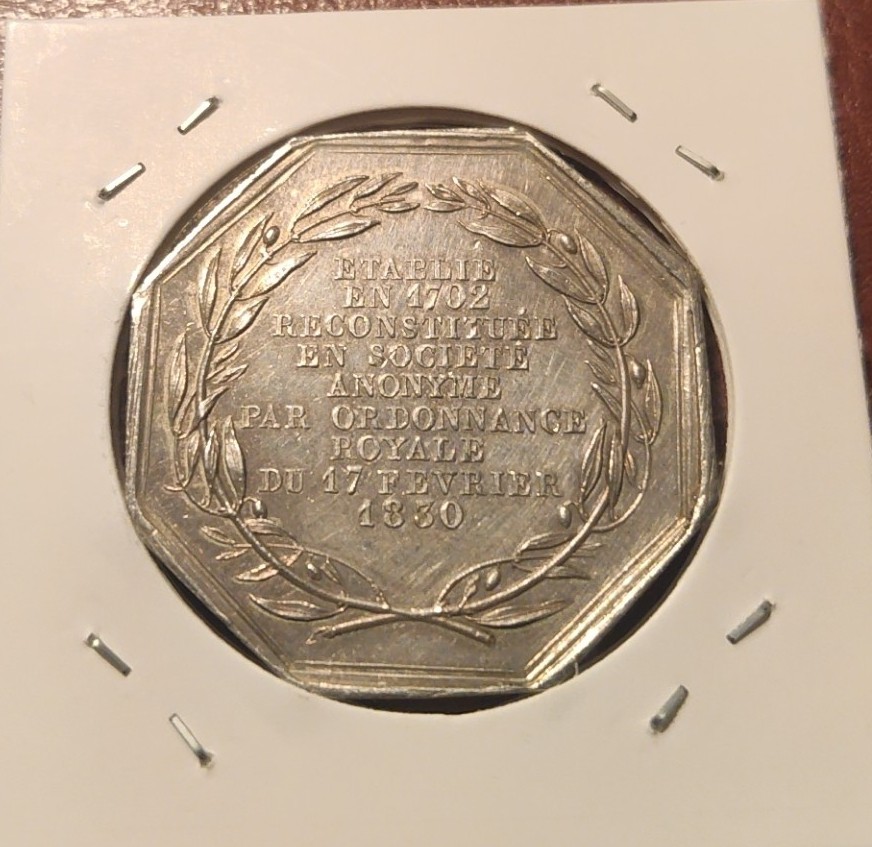 ETABLIE
EN 1702
RECONSTITUÉE
EN SOCIÉTÉ
ANONYME
PAR ORDONNANCE
ROYALE
DU 17 FEVRIER
1830